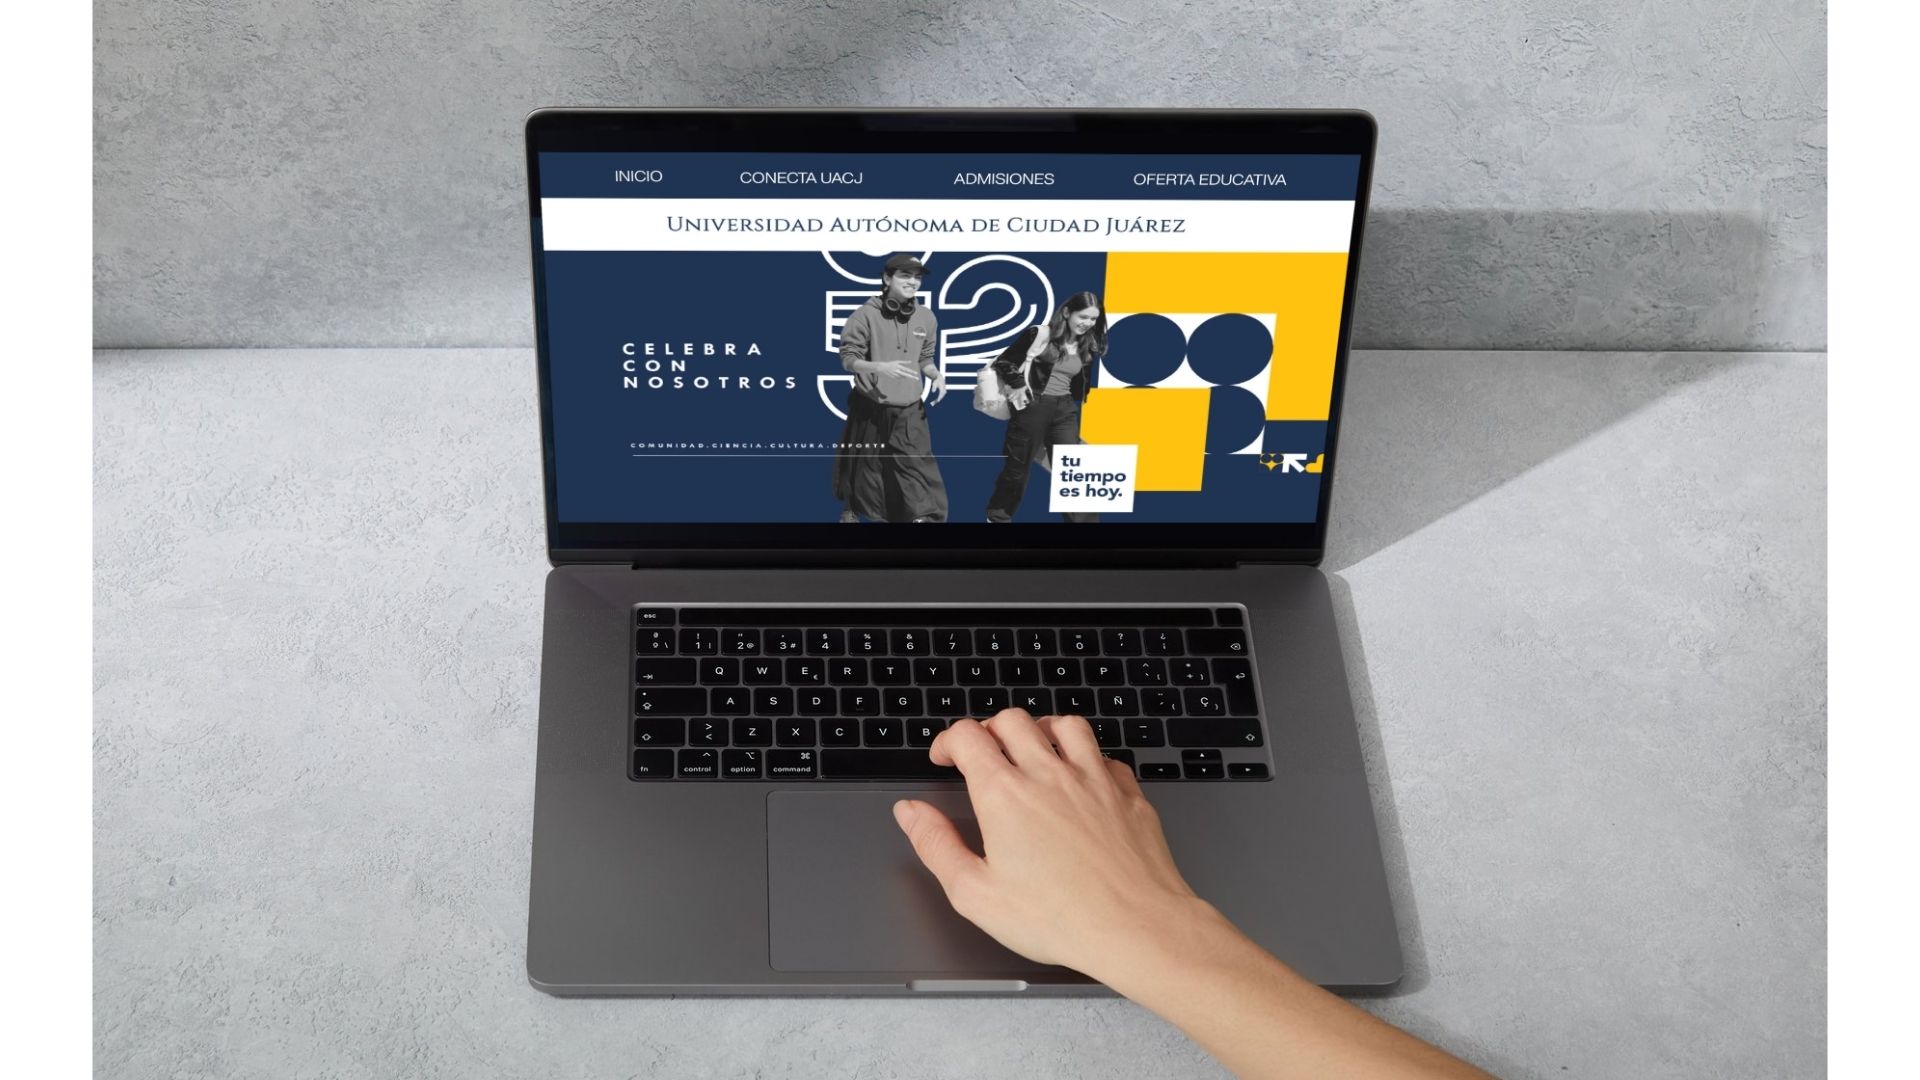 INICIO CONECTA UACJ ADMISIONES OFERTA EDUCATIVA
UNIVERSIDAD AUTÓNOMA DE CIUDAD JUÁREZ
52
CELEBRA
CON
NOSOTROS
COMUNIDAD.CIENCIA.CULTURA.DEPORTE
tu
tiempo
es hoy.
esc
ª º \ ! 1 | " 2 @ · 3 # $ 4 % 5 & 6 / 7 ( 8 ) 9 = 0 ? ' ¿ ¡
Q W E € R T Y U I O P ^ ` [ * + ]
A S D F G H J K L Ñ ¨ ´ { Ç }
> < Z X C V B : _ -
fn control option command